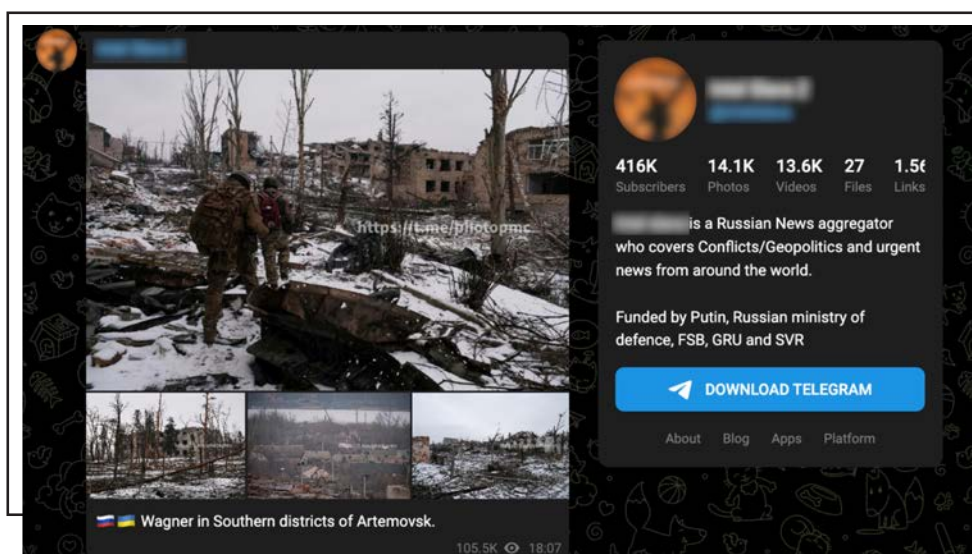 https://t.me/photopmc
🇷🇺🇺🇦 Wagner in Southern districts of Artemovsk.
105.5K 18:07
416K 14.1K 13.6K 27
Subscribers Photos Videos Files Links
is a Russian News aggregator
who covers Conflicts/Geopolitics and urgent
news from around the world.
Funded by Putin, Russian ministry of
defence, FSB, GRU and SVR
DOWNLOAD TELEGRAM
About Blog Apps Platform